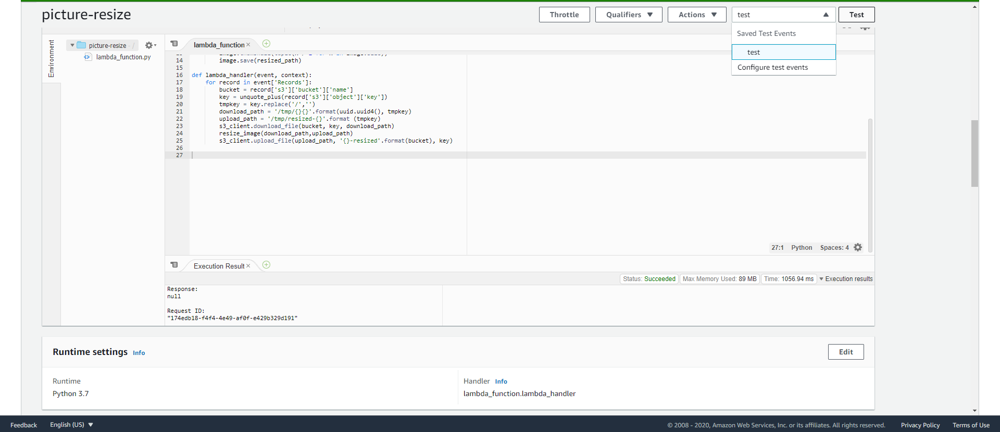 picture-resize
Throttle
Qualifiers
Actions
test
Test
Saved Test Events
test
Configure test events
Environment
picture-resize - /
lambda_function.py
lambda_function
14 image.save(resized_path)
15
16 def lambda_handler(event, context):
17 for record in event['Records']:
18 bucket = record['s3']['bucket']['name']
19 key = unquote_plus(record['s3']['object']['key'])
20 tmpkey = key.replace('/','')
21 download_path = '/tmp/{}{}'.format(uuid.uuid4(), tmpkey)
22 upload_path = '/tmp/resized-{}'.format (tmpkey)
23 s3_client.download_file(bucket, key, download_path)
24 resize_image(download_path,upload_path)
25 s3_client.upload_file(upload_path, '{}-resized'.format(bucket), key)
26
27
27:1 Python Spaces: 4
Execution Result
Status: Succeeded
Max Memory Used: 89 MB
Time: 1056.94 ms
Execution results
Response:
null
Request ID:
"174edb18-f4f4-4e49-af0f-e429b329d191"
Runtime settings Info
Edit
Runtime
Python 3.7
Handler Info
lambda_function.lambda_handler
Feedback
English (US)
© 2008 - 2020, Amazon Web Services, Inc. or its affiliates. All rights reserved.
Privacy Policy
Terms of Use